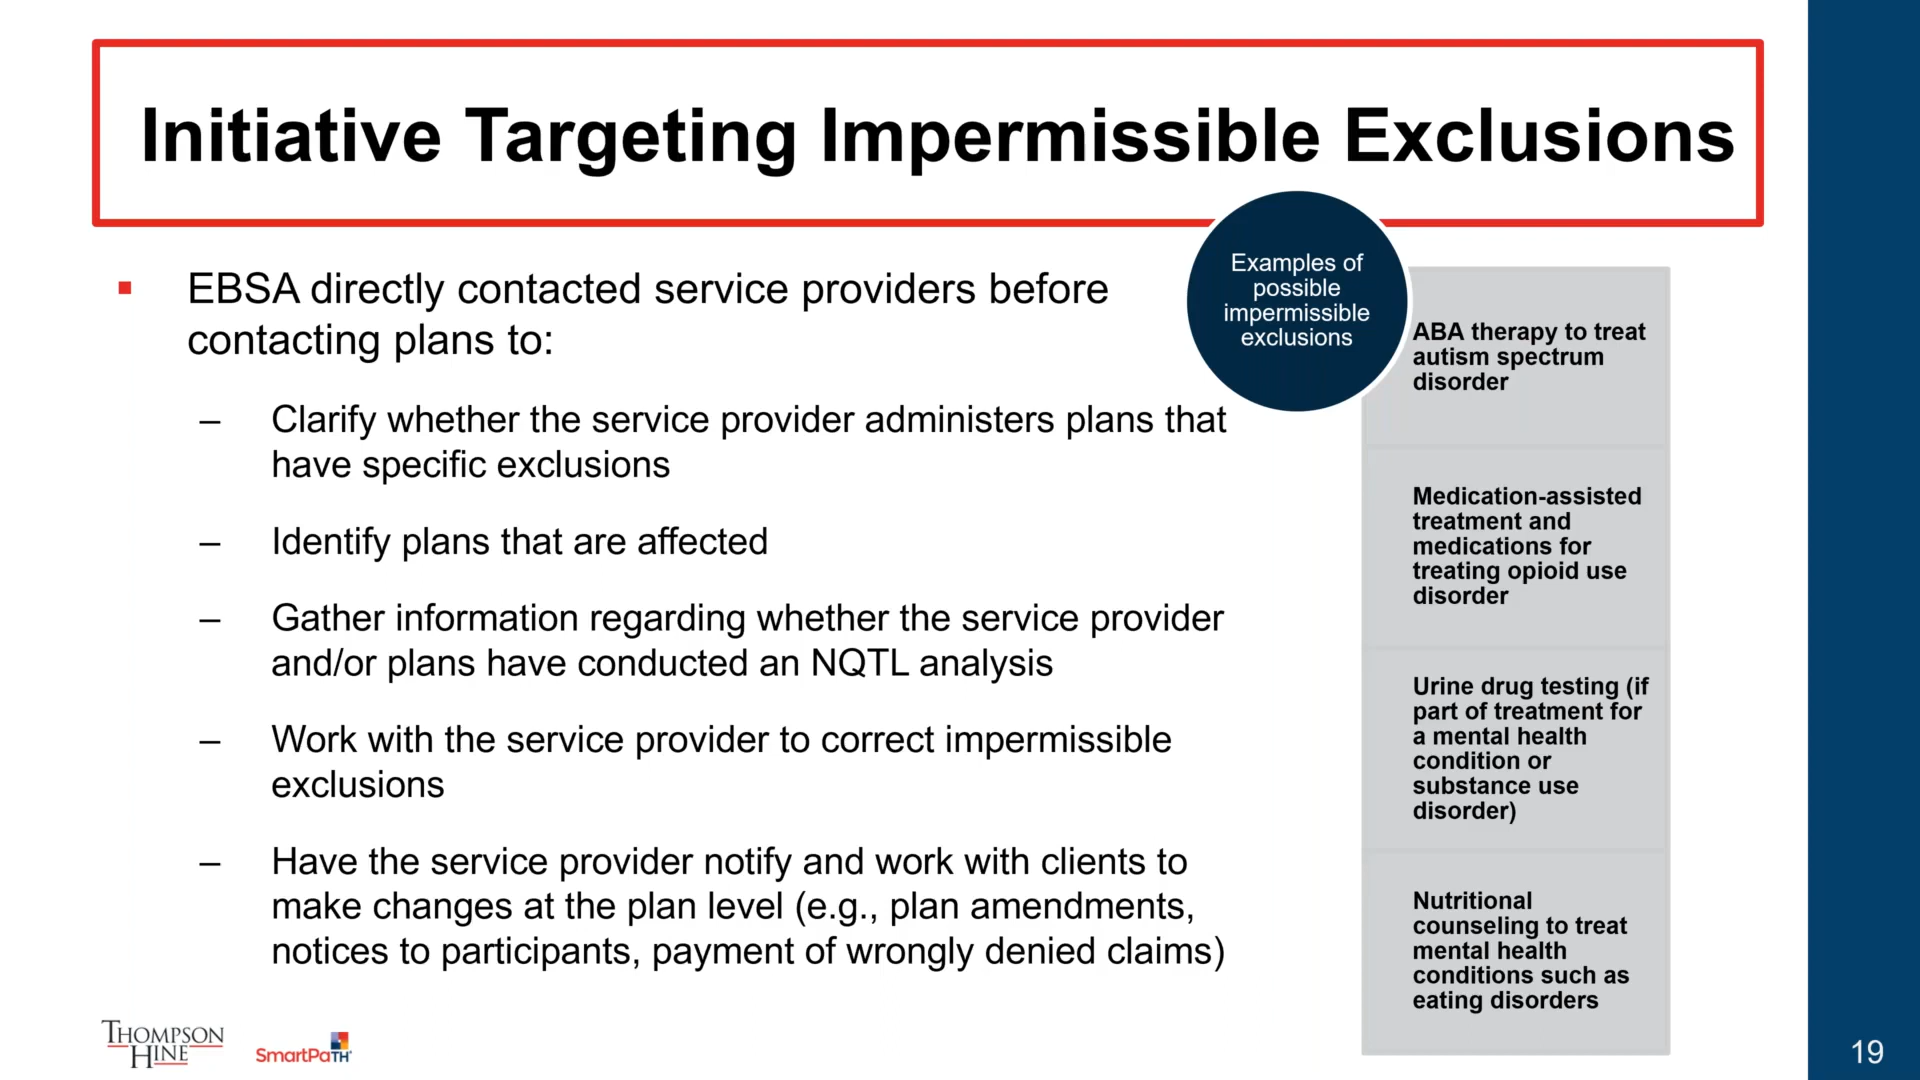 Initiative Targeting Impermissible Exclusions
▪ EBSA directly contacted service providers before
contacting plans to:
– Clarify whether the service provider administers plans that
have specific exclusions
– Identify plans that are affected
– Gather information regarding whether the service provider
and/or plans have conducted an NQTL analysis
– Work with the service provider to correct impermissible
exclusions
– Have the service provider notify and work with clients to
make changes at the plan level (e.g., plan amendments,
notices to participants, payment of wrongly denied claims)
Examples of
possible
impermissible
exclusions
ABA therapy to treat
autism spectrum
disorder
Medication-assisted
treatment and
medications for
treating opioid use
disorder
Urine drug testing (if
part of treatment for
a mental health
condition or
substance use
disorder)
Nutritional
counseling to treat
mental health
conditions such as
eating disorders
THOMPSON
HINE
SmartPaTH
19